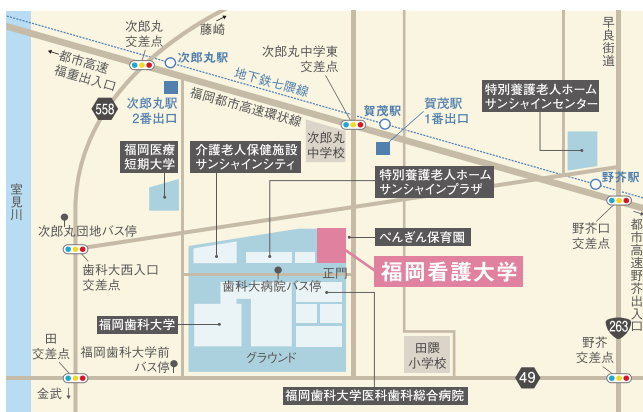 次郎丸
交差点
藤崎
早良
街道
次郎丸駅
都市高速
福重出入口
次郎丸中学東
交差点
地下鉄七隈線
福岡都市高速環状線
558
次郎丸駅
2番出口
賀茂駅
賀茂駅
1番出口
特別養護老人ホーム
サンシャインセンター
次郎丸
中学校
福岡医療
短期大学
介護老人保健施設
サンシャインシティ
特別養護老人ホーム
サンシャインプラザ
野芥駅
室見川
次郎丸団地バス停
ぺんぎん保育園
野芥口
交差点
都市高速野芥出入口
歯科大西入口
交差点
正門
福岡看護大学
歯科大病院バス停
福岡歯科大学
263
田
交差点
福岡歯科大学前
バス停
グラウンド
田隈
小学校
野芥
交差点
49
金武↓
福岡歯科大学医科歯科総合病院